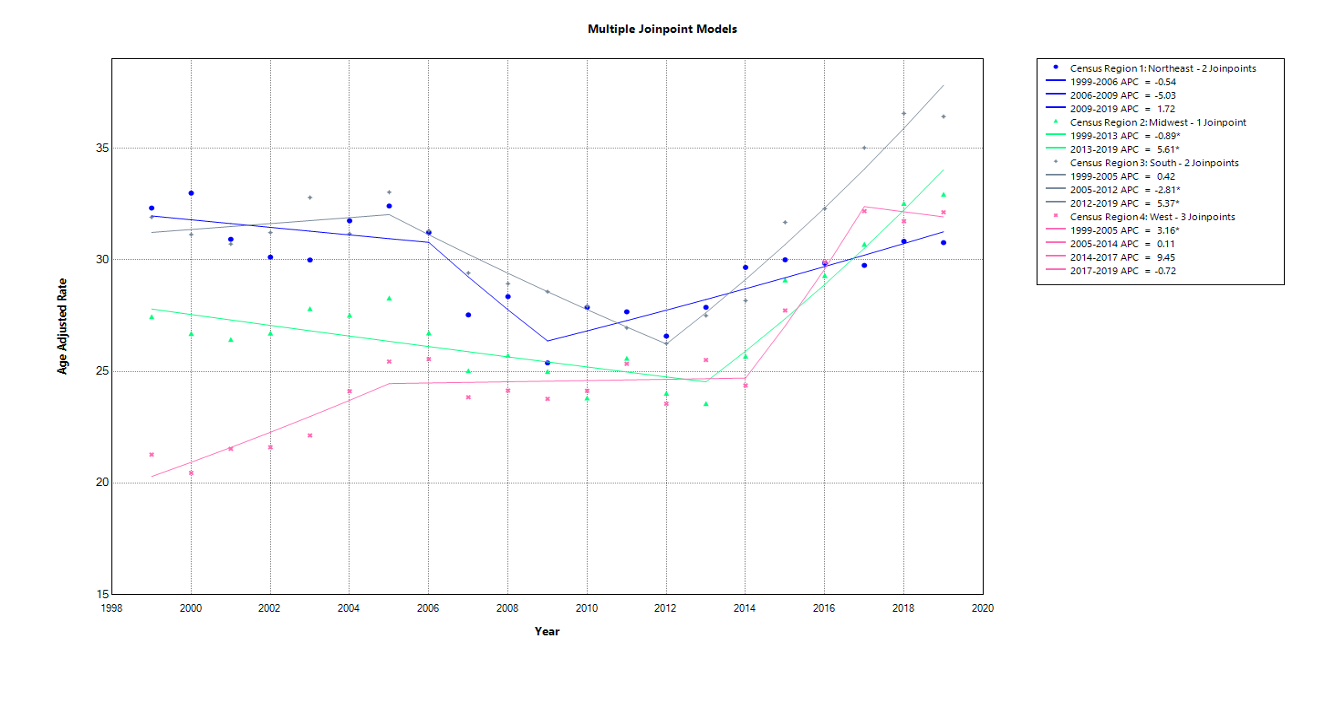 Multiple Joinpoint Models
Age Adjusted Rate
35
30
25
20
15
1998 2000 2002 2004 2006 2008 2010 2012 2014 2016 2018 2020
Year
Census Region 1: Northeast - 2 Joinpoints
1999-2006 APC = -0.54
2006-2009 APC = -5.03
2009-2019 APC = 1.72
Census Region 2: Midwest - 1 Joinpoint
1999-2013 APC = -0.89*
2013-2019 APC = 5.61*
Census Region 3: South - 2 Joinpoints
1999-2005 APC = 0.42
2005-2012 APC = -2.81*
2012-2019 APC = 5.37*
Census Region 4: West - 3 Joinpoints
1999-2005 APC = 3.16*
2005-2014 APC = 0.11
2014-2017 APC = 9.45
2017-2019 APC = -0.72